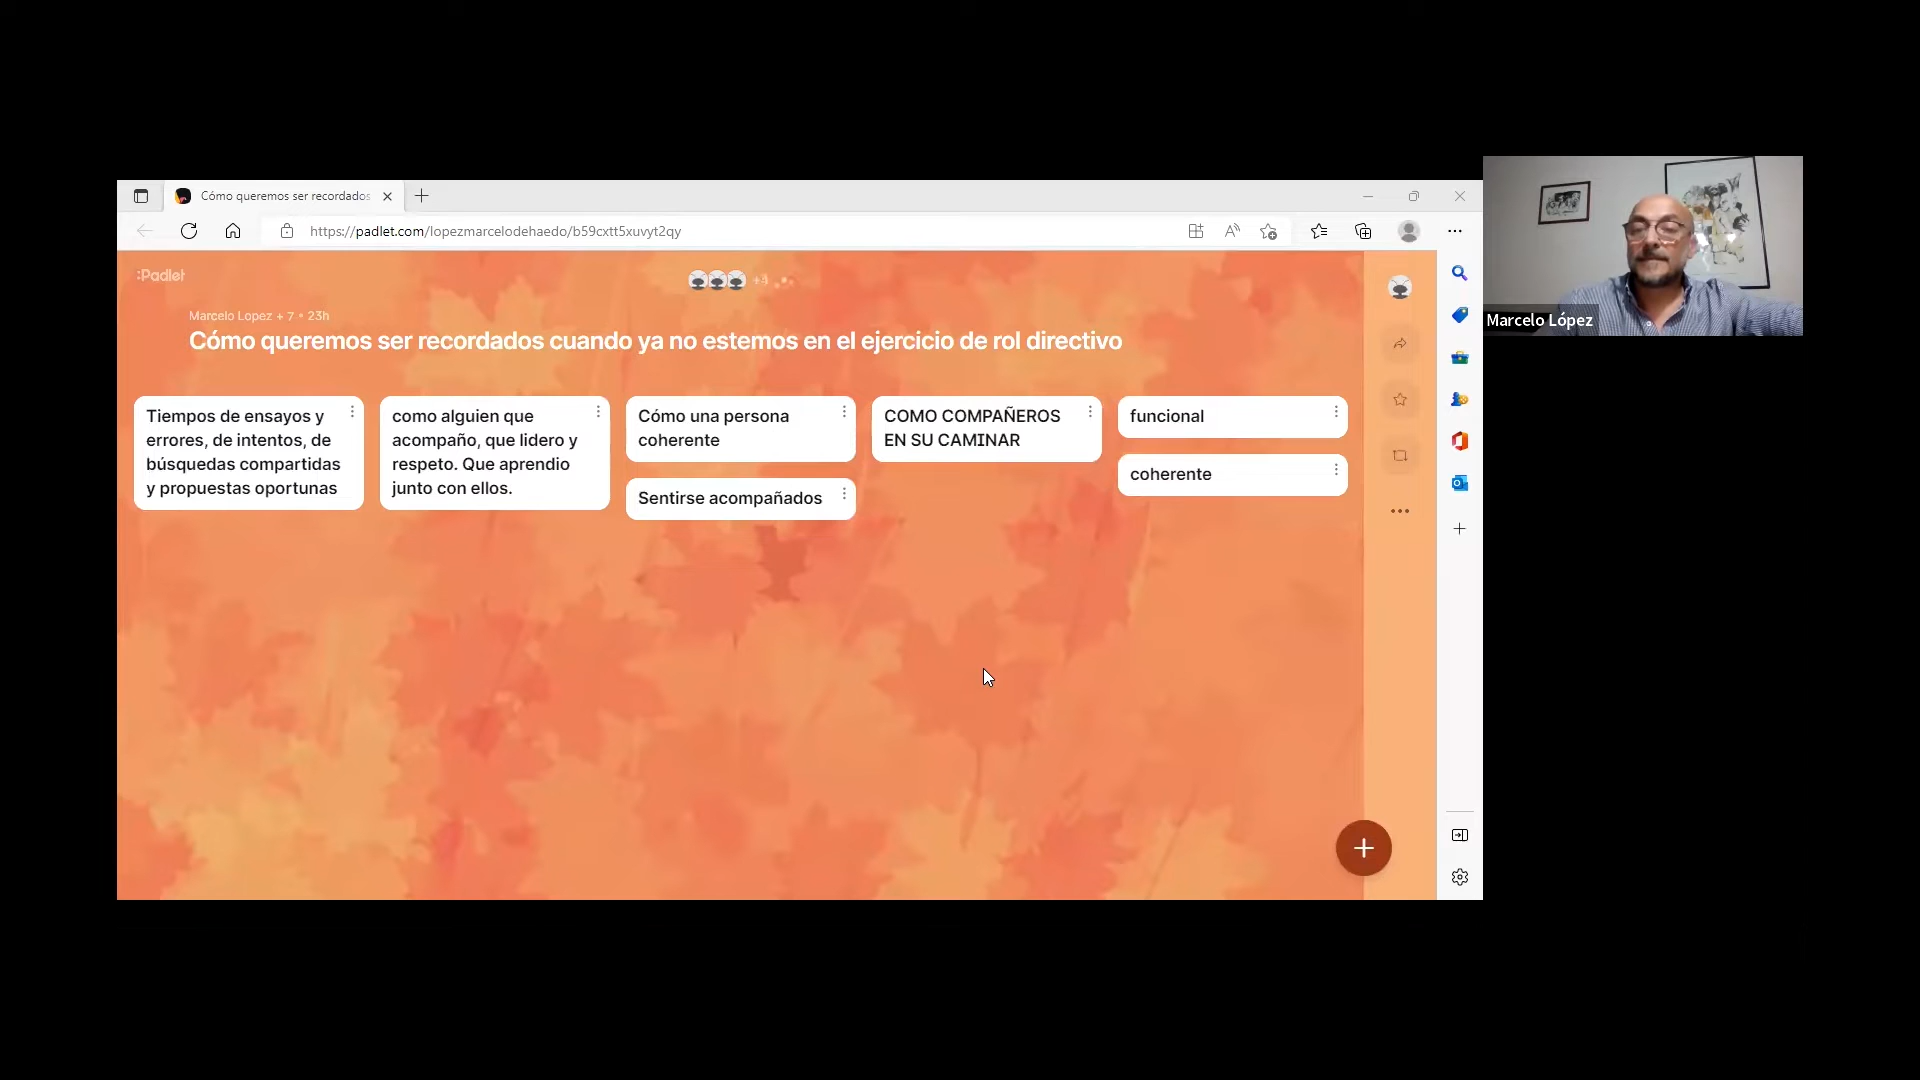 Cómo queremos ser recordados
https://padlet.com/lopezmarcelodehaedo/b59cxtt5xuvyt2qy
:Padlet
Marcelo Lopez + 7 • 23h
Cómo queremos ser recordados cuando ya no estemos en el ejercicio de rol directivo
Tiempos de ensayos y
errores, de intentos, de
búsquedas compartidas
y propuestas oportunas
como alguien que
acompaño, que lidero y
respeto. Que aprendio
junto con ellos.
Cómo una persona
coherente
Sentirse acompañados
COMO COMPAÑEROS
EN SU CAMINAR
funcional
coherente
Marcelo López